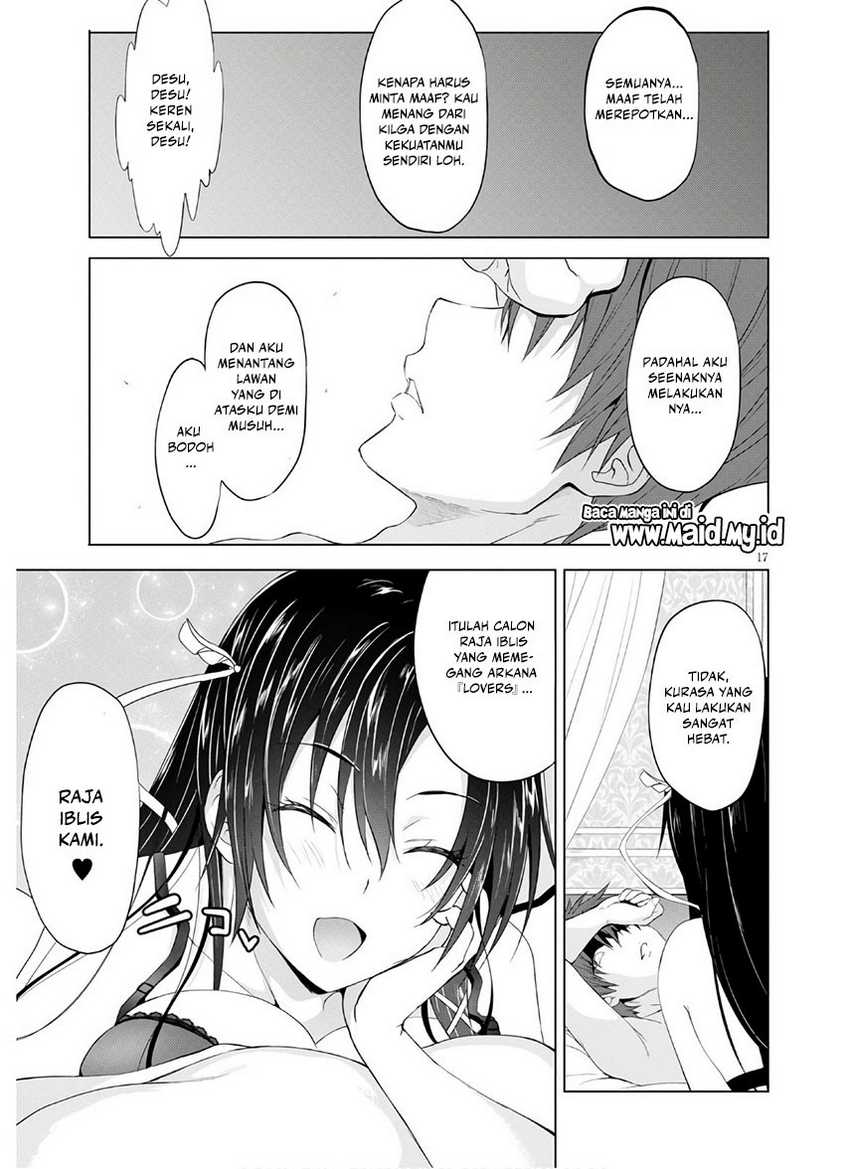 SEMUANYA...
MAAF TELAH
MEREPOTKAN...
KENAPA HARUS
MINTA MAAF? KAU
MENANG DARI
KILGA DENGAN
KEKUATANMU
SENDIRI LOH.
DESU,
DESU!
KEREN
SEKALI,
DESU!
PADAHAL AKU
SEENAKNYA
MELAKUKAN
NYA...
DAN AKU
MENANTANG
LAWAN
YANG DI
ATASKU DEMI
MUSUH...
AKU
BODOH
...
Baca Manga ini di
www.Maid.My.id
17
TIDAK,
KURASA YANG
KAU LAKUKAN
SANGAT
HEBAT.
ITULAH CALON
RAJA IBLIS
YANG MEME-
GANG ARKANA
『LOVERS』...
RAJA
IBLIS
KAMI.
♥
ニコ♡